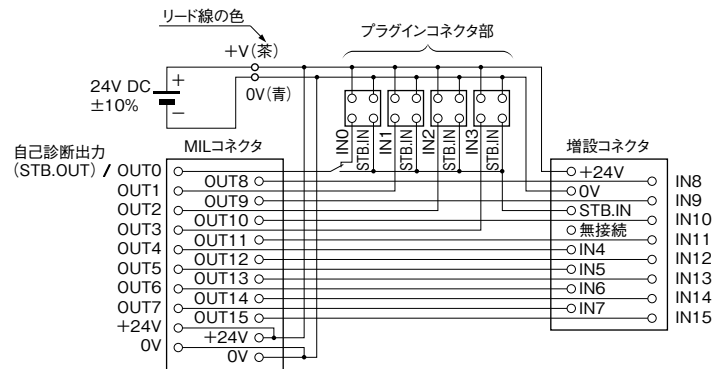 リード線の色
プラグインコネクタ部
+V(茶)
24V DC
±10%
+
−
0V(青)
IN0
STB.IN
IN1
STB.IN
IN2
STB.IN
IN3
STB.IN
自己診断出力
(STB.OUT) / OUT0
MILコネクタ
増設コネクタ
OUT1
OUT2
OUT3
OUT4
OUT5
OUT6
OUT7
+24V
0V
OUT8
OUT9
OUT10
OUT11
OUT12
OUT13
OUT14
OUT15
+24V
0V
+24V
0V
STB.IN
無接続
IN4
IN5
IN6
IN7
IN8
IN9
IN10
IN11
IN12
IN13
IN14
IN15